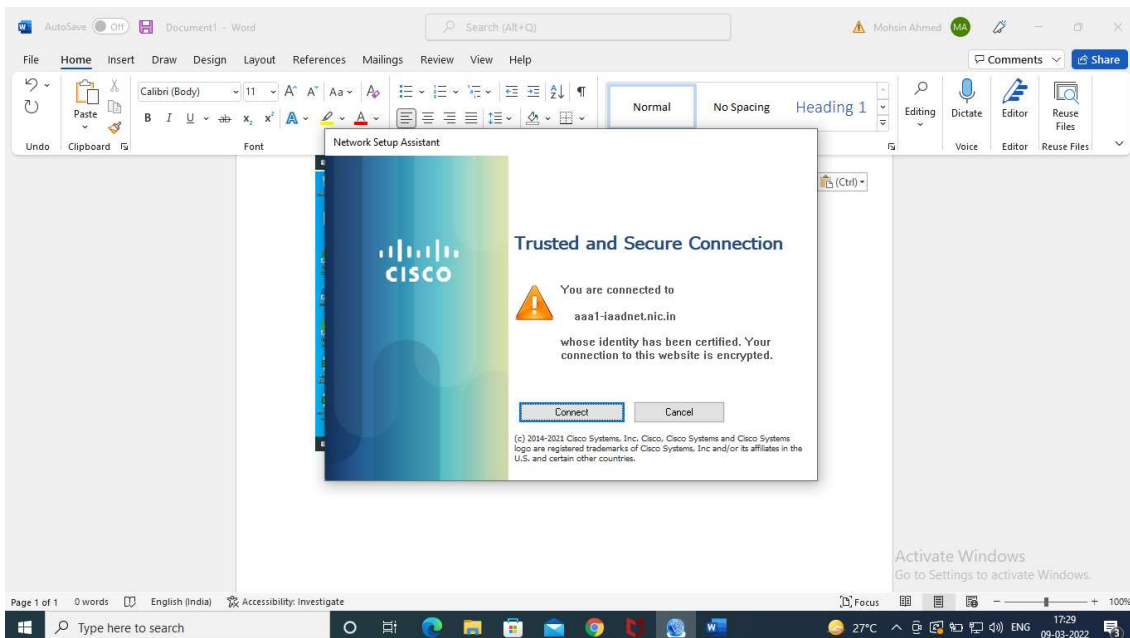 AutoSave Off Document1 - Word Search (Alt+Q) Mohsin Ahmed MA
File Home Insert Draw Design Layout References Mailings Review View Help Comments Share
Calibri (Body) 11 Aa
Paste B I U ab x₂ x² A A Normal No Spacing Heading 1 Editing Dictate Editor Reuse Files
Undo Clipboard Font Voice Editor Reuse Files
Network Setup Assistant
(Ctrl)
CISCO
Trusted and Secure Connection
You are connected to
aaa1-iaadnet.nic.in
whose identity has been certified. Your
connection to this website is encrypted.
Connect Cancel
(c) 2014-2021 Cisco Systems, Inc. Cisco, Cisco Systems and Cisco Systems
logo are registered trademarks of Cisco Systems, Inc and/or its affiliates in the
U.S. and certain other countries.
Activate Windows
Go to Settings to activate Windows.
Page 1 of 1 0 words English (India) Accessibility: Investigate Focus 100%
Type here to search 27°C ENG 17:29
09-03-2022